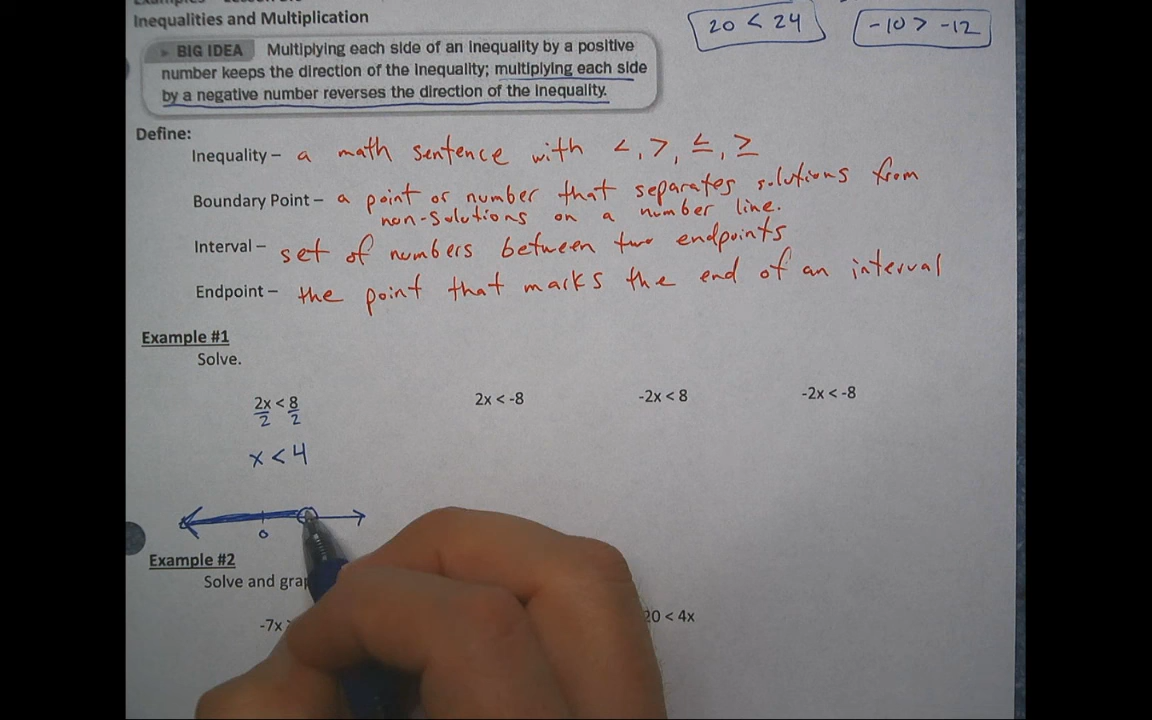 Inequalities and Multiplication
20 < 24
-10 > -12
BIG IDEA Multiplying each side of an inequality by a positive
number keeps the direction of the inequality; multiplying each side
by a negative number reverses the direction of the inequality.
Define:
Inequality – a math sentence with <, >, ≤, ≥
Boundary Point – a point or number that separates solutions from
non-solutions on a number line.
Interval – set of numbers between two endpoints
Endpoint – the point that marks the end of an interval
Example #1
Solve.
2x < 8
2 2
x < 4
2x < -8
-2x < 8
-2x < -8
0
Example #2
Solve and
-7x
20 < 4x